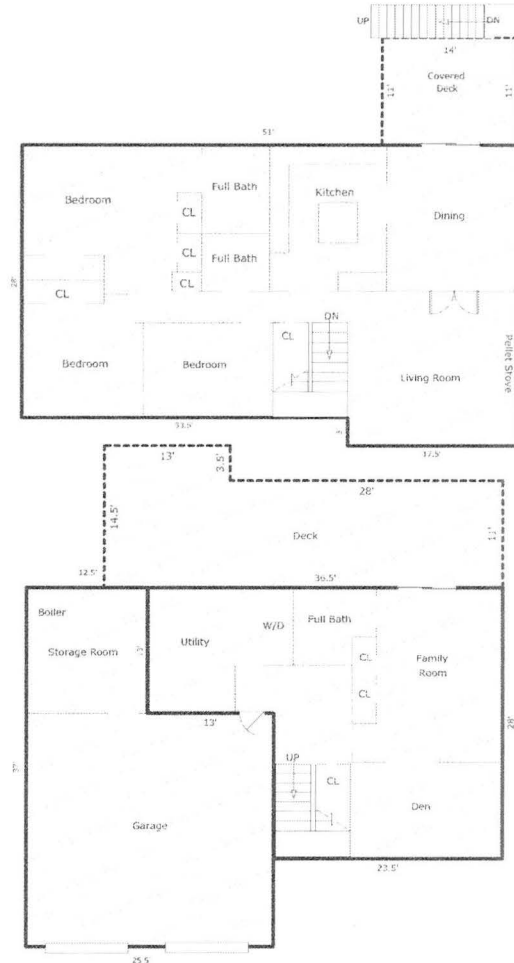 UP
DN
14'
Covered
Deck
11'
11'
51'
Bedroom
Full Bath
Kitchen
CL
Dining
CL
Full Bath
CL
CL
28'
DN
CL
Bedroom
Bedroom
Living Room
Pellet Stove
33.5'
3'
17.5'
13'
3.5'
28'
14.5'
Deck
11'
12.5'
36.5'
Boiler
Storage Room
Utility
W/D
Full Bath
13'
CL
Family
Room
CL
13'
28'
37'
UP
CL
Garage
Den
23.5'
25.5